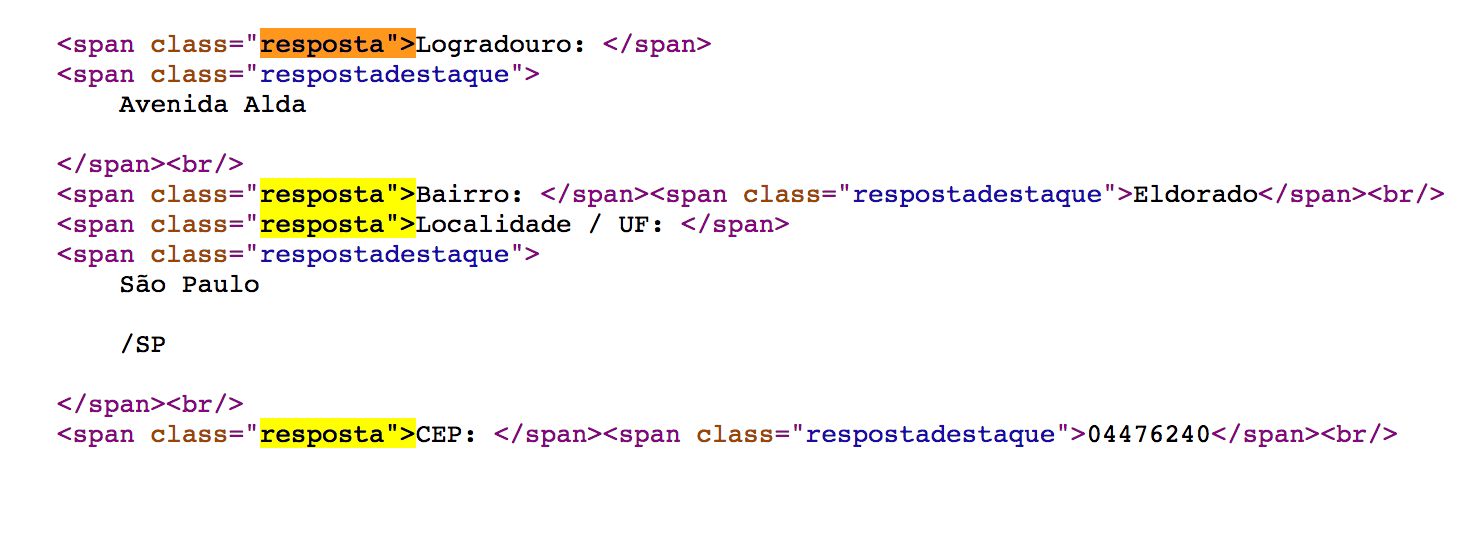 <span class="resposta">Logradouro: </span>
<span class="respostadestaque">
Avenida Alda
</span><br/>
<span class="resposta">Bairro: </span><span class="respostadestaque">Eldorado</span><br/>
<span class="resposta">Localidade / UF: </span>
<span class="respostadestaque">
São Paulo
/SP
</span><br/>
<span class="resposta">CEP: </span><span class="respostadestaque">04476240</span><br/>